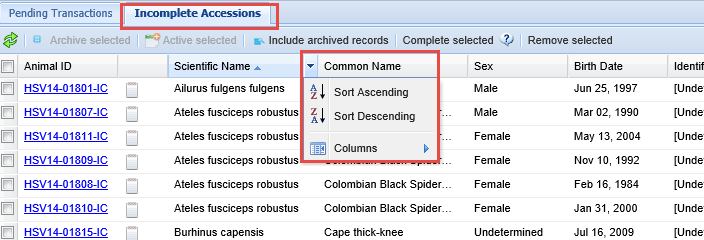 Pending Transactions Incomplete Accessions
Archive selected Active selected Include archived records Complete selected Remove selected
Animal ID Scientific Name Common Name Sex Birth Date Identi
HSV14-01801-IC Ailurus fulgens fulgens Sort Ascending Male Jun 25, 1997 [Undet
HSV14-01807-IC Ateles fusciceps robustus Sort Descending Male Mar 02, 1990 [Undet
HSV14-01811-IC Ateles fusciceps robustus Female May 13, 2004 [Undet
HSV14-01809-IC Ateles fusciceps robustus Columns Female Nov 10, 1992 [Undet
HSV14-01808-IC Ateles fusciceps robustus Colombian Black Spider... Female Feb 16, 1984 [Undet
HSV14-01810-IC Ateles fusciceps robustus Colombian Black Spider... Female Jan 31, 2000 [Undet
HSV14-01815-IC Burhinus capensis Cape thick-knee Undetermined Jul 16, 2009 [Undet